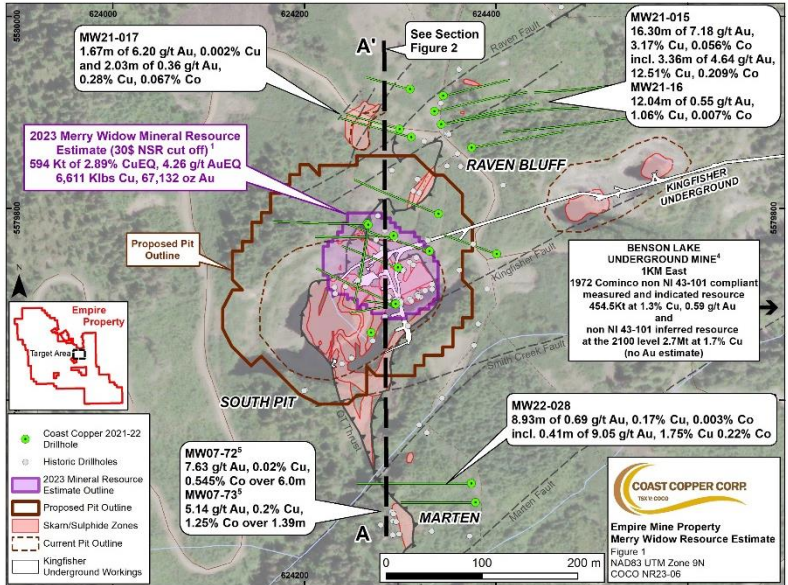 624000
624200
624400
5580000
5579800
MW21-017
1.67m of 6.20 g/t Au, 0.002% Cu
and 2.03m of 0.36 g/t Au,
0.28% Cu, 0.067% Co
A'
See Section
Figure 2
Raven Fault
MW21-015
16.30m of 7.18 g/t Au,
3.17% Cu, 0.056% Co
incl. 3.36m of 4.64 g/t Au,
12.51% Cu, 0.209% Co
MW21-16
12.04m of 0.55 g/t Au,
1.06% Cu, 0.007% Co
2023 Merry Widow Mineral Resource
Estimate (30$ NSR cut off) 1
594 Kt of 2.89% CuEQ, 4.26 g/t AuEQ
6,611 Klbs Cu, 67,132 oz Au
RAVEN BLUFF
KINGFISHER
UNDERGROUND
Proposed Pit
Outline
Kingfisher Fault
BENSON LAKE
UNDERGROUND MINE4
1KM East
1972 Cominco non NI 43-101 compliant
measured and indicated resource
454.5Kt at 1.3% Cu, 0.59 g/t Au
and
non NI 43-101 inferred resource
at the 2100 level 2.7Mt at 1.7% Cu
(no Au estimate)
N
Empire
Property
Target Area
Smith Creek Fault
SOUTH PIT
QT Thrust
MW22-028
8.93m of 0.69 g/t Au, 0.17% Cu, 0.003% Co
incl. 0.41m of 9.05 g/t Au, 1.75% Cu 0.22% Co
MW07-725
7.63 g/t Au, 0.02% Cu,
0.545% Co over 6.0m
MW07-735
5.14 g/t Au, 0.2% Cu,
1.25% Co over 1.39m
A
MARTEN
Marten Fault
Coast Copper 2021-22
Drillhole
Historic Drillholes
2023 Mineral Resource
Estimate Outline
Proposed Pit Outline
Skarn/Sulphide Zones
Current Pit Outline
Kingfisher
Underground Workings
COAST COPPER CORP.
TSX'V COCO
Empire Mine Property
Merry Widow Resource Estimate
Figure 1
NAD83 UTM Zone 9N
COCO NR23-06
0 100 200 m
624200